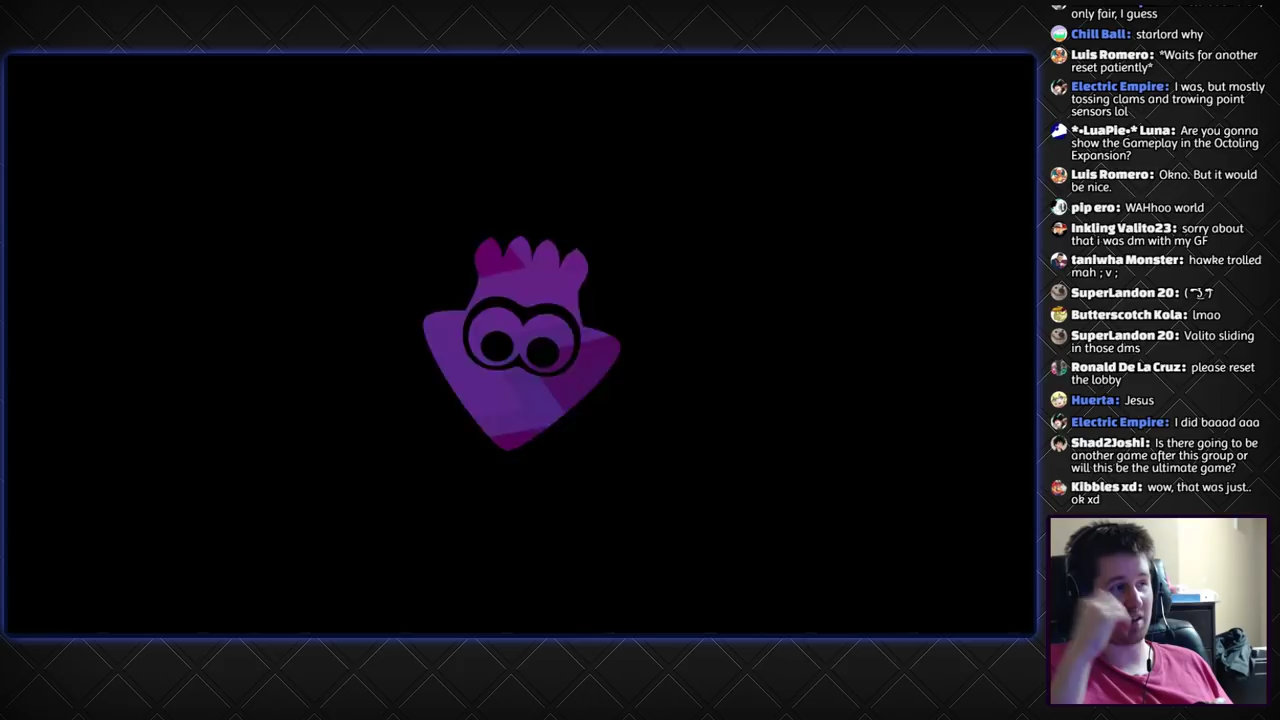 only fair, I guess
Chill Ball: starlord why
Luis Romero: *Waits for another
reset patiently*
Electric Empire: I was, but mostly
tossing clams and trowing point
sensors lol
*•LuaPie•* Luna: Are you gonna
show the Gameplay in the Octoling
Expansion?
Luis Romero: Okno. But it would
be nice.
pip ero: WAHhoo world
Inkling Valito23: sorry about
that i was dm with my GF
taniwha Monster: hawke trolled
mah ; v ;
SuperLandon 20:
Butterscotch Kola: lmao
SuperLandon 20: Valito sliding
in those dms
Ronald De La Cruz: please reset
the lobby
Huerta: Jesus
Electric Empire: I did baaad aaa
Shad2Joshi: Is there going to be
another game after this group or
will this be the ultimate game?
Kibbles xd: wow, that was just..
ok xd